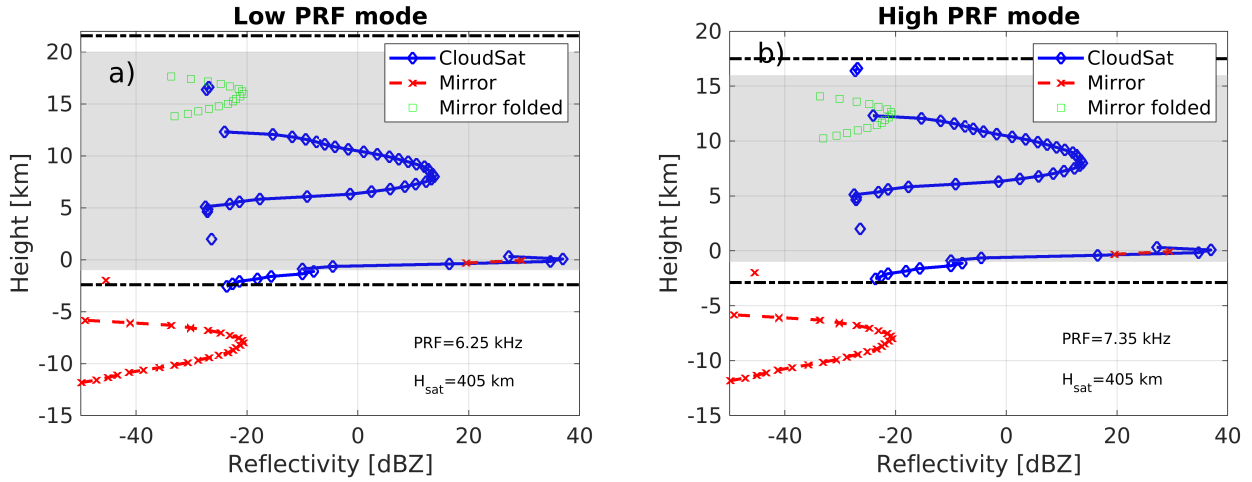 Low PRF mode
a)
CloudSat
Mirror
Mirror folded
20
15
10
5
0
-5
-10
-15
Height [km]
PRF=6.25 kHz
H_sat=405 km
-40 -20 0 20 40
Reflectivity [dBZ]
High PRF mode
b)
CloudSat
Mirror
Mirror folded
20
15
10
5
0
-5
-10
-15
Height [km]
PRF=7.35 kHz
H_sat=405 km
-40 -20 0 20 40
Reflectivity [dBZ]